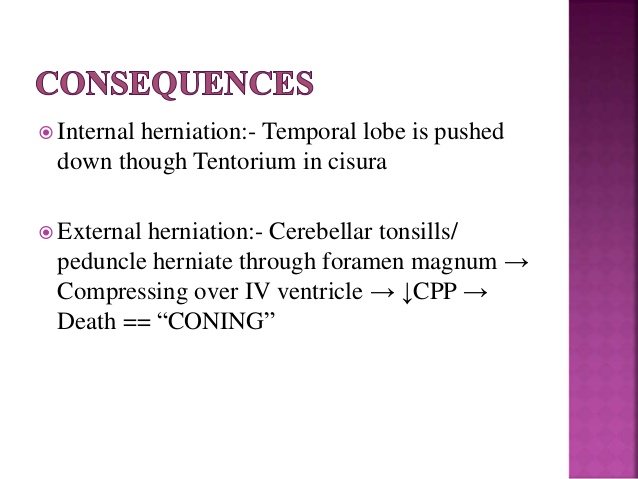 CONSEQUENCES
Internal herniation:- Temporal lobe is pushed
down though Tentorium in cisura
External herniation:- Cerebellar tonsills/
peduncle herniate through foramen magnum →
Compressing over IV ventricle → ↓CPP →
Death == “CONING”